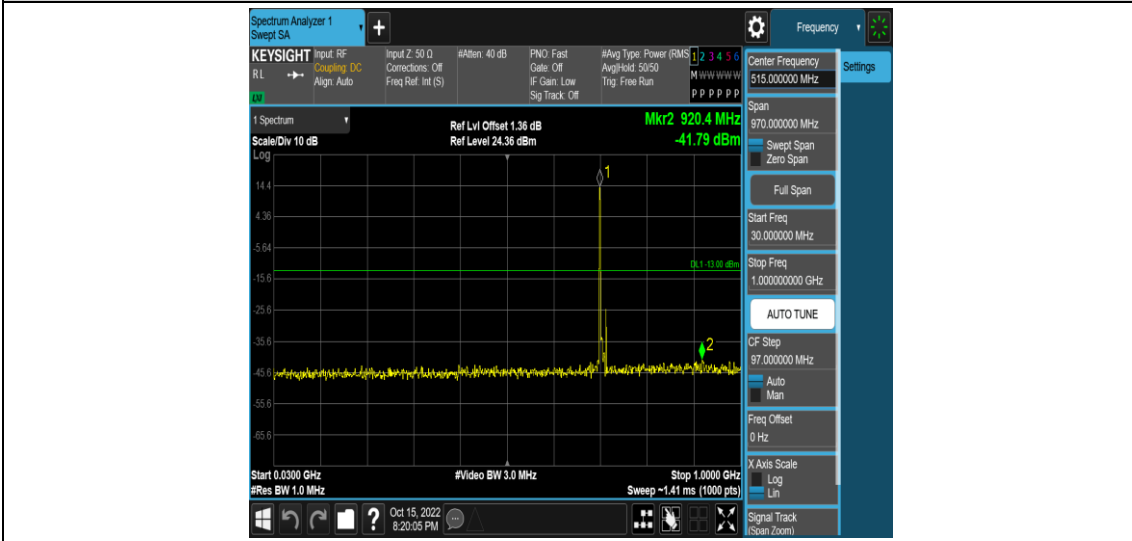 Spectrum Analyzer 1
Swept SA
+
Frequency
KEYSIGHT
RL
LM
Input: RF
Coupling: DC
Align: Auto
Input Z: 50 Ω
Corrections: Off
Freq Ref: Int (S)
#Atten: 40 dB
PNO: Fast
Gate: Off
IF Gain: Low
Sig Track: Off
#Avg Type: Power (RMS
Avg|Hold: 50/50
Trig: Free Run
1 2 3 4 5 6
M W W W W W
P P P P P P
1 Spectrum
Scale/Div 10 dB
Log
Ref Lvl Offset 1.36 dB
Ref Level 24.36 dBm
Mkr2 920.4 MHz
-41.79 dBm
14.4
4.36
-5.64
-15.6
-25.6
-35.6
-45.6
-55.6
-65.6
1
DL1 -13.00 dBm
2
Start 0.0300 GHz
#Res BW 1.0 MHz
#Video BW 3.0 MHz
Stop 1.0000 GHz
Sweep ~1.41 ms (1000 pts)
?
Oct 15, 2022
8:20:05 PM
Center Frequency
515.000000 MHz
Settings
Span
970.000000 MHz
Swept Span
Zero Span
Full Span
Start Freq
30.000000 MHz
Stop Freq
1.000000000 GHz
AUTO TUNE
CF Step
97.000000 MHz
Auto
Man
Freq Offset
0 Hz
X Axis Scale
Log
Lin
Signal Track
(Span Zoom)